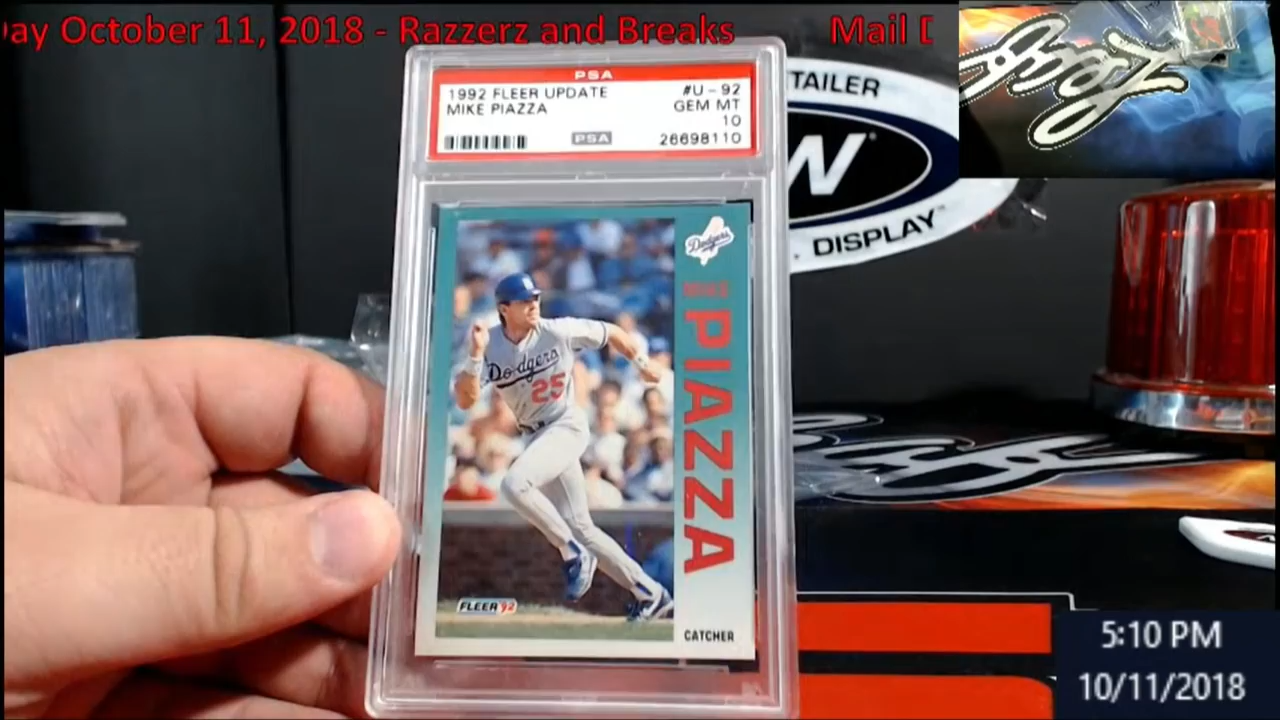 ay October 11, 2018 - Razzerz and Breaks Mail D
PSA
1992 FLEER UPDATE #U-92
MIKE PIAZZA GEM MT
10
PSA 26698110
TAILER
W
DISPLAY
Dodgers
MIKE
PIAZZA
Dodgers
25
FLEER '92
CATCHER
5:10 PM
10/11/2018